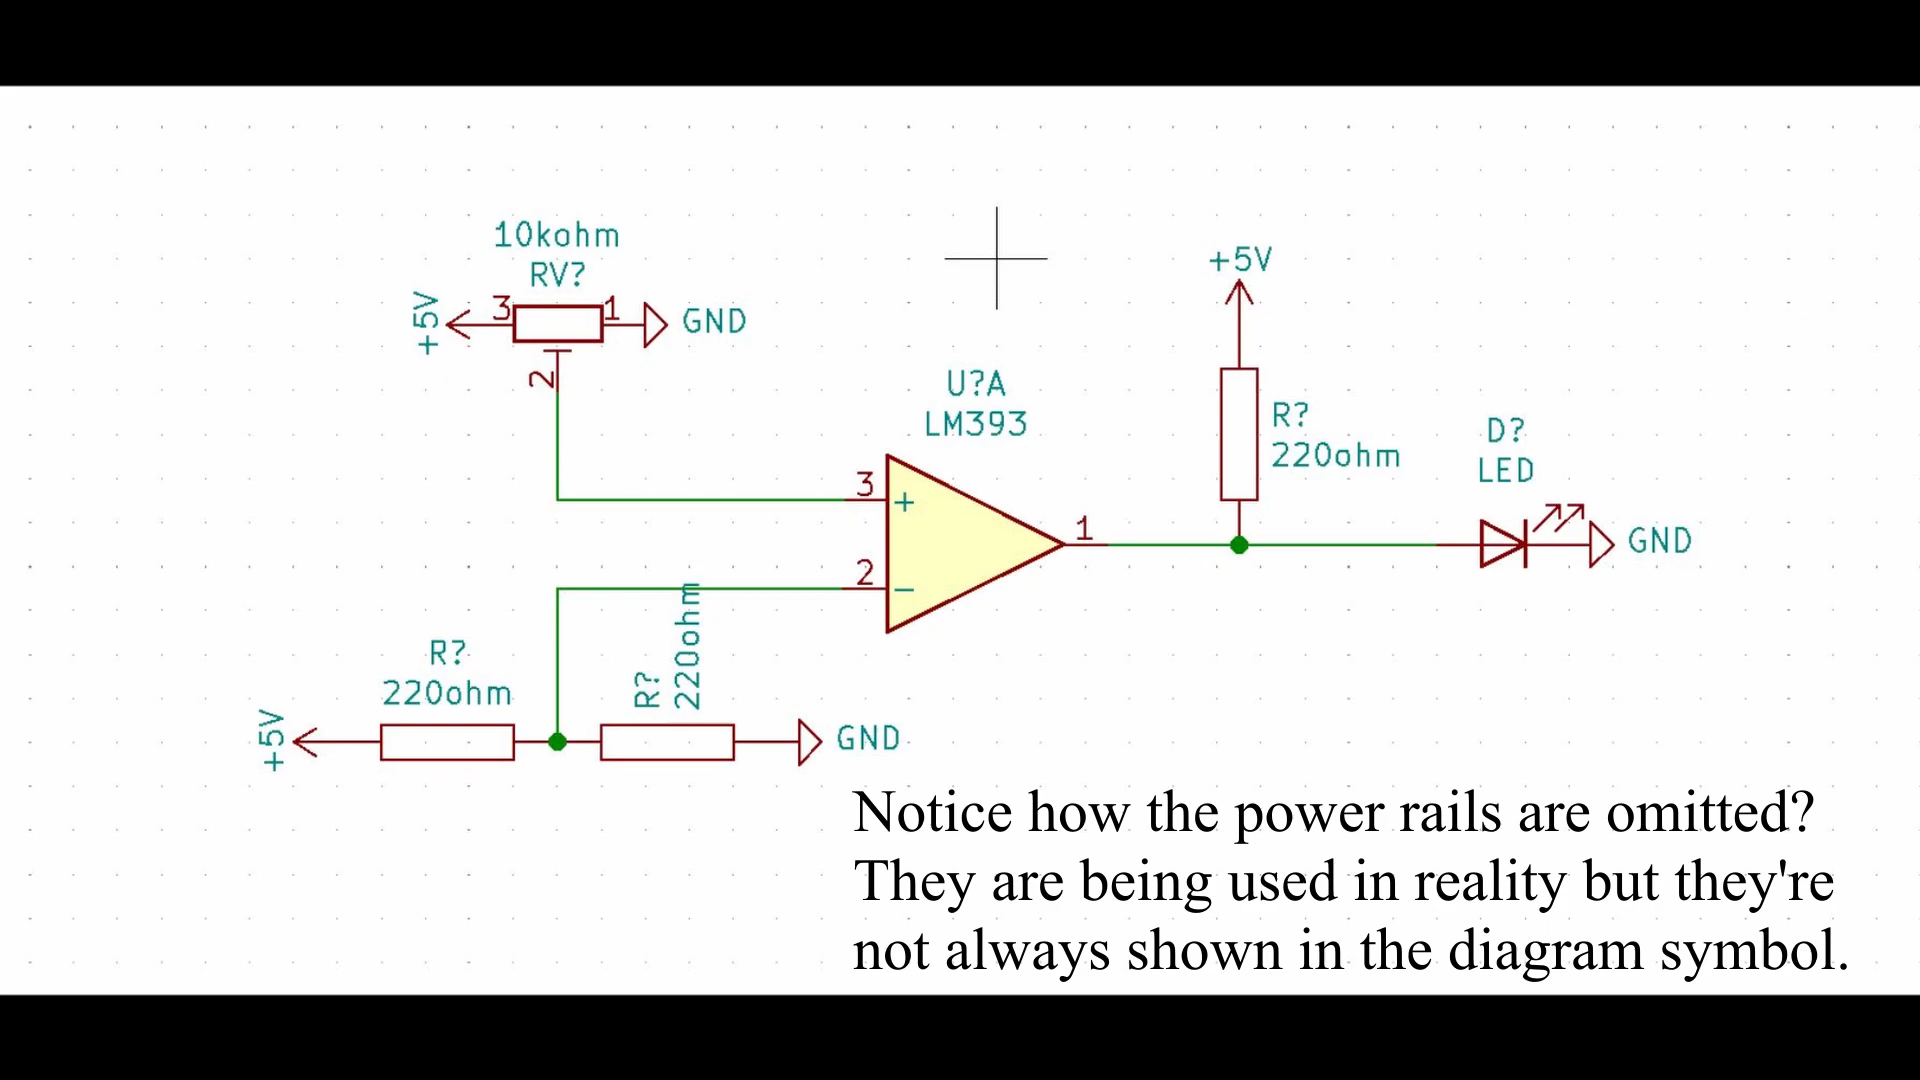 10kohm
RV?
+5V
3
1
GND
2
+5V
U?A
LM393
R?
220ohm
D?
LED
3
+
1
GND
2
-
R?
220ohm
R?
220ohm
+5V
GND
Notice how the power rails are omitted?
They are being used in reality but they're
not always shown in the diagram symbol.